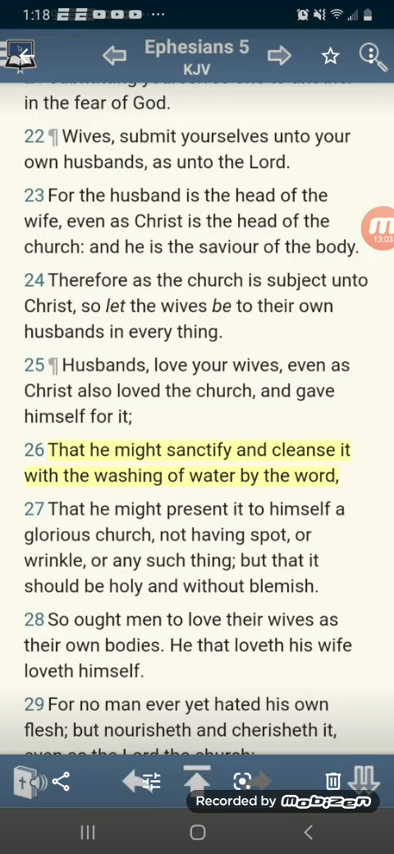 1:18
Ephesians 5
KJV
in the fear of God.
22 ¶ Wives, submit yourselves unto your
own husbands, as unto the Lord.
23 For the husband is the head of the
wife, even as Christ is the head of the
church: and he is the saviour of the body.
24 Therefore as the church is subject unto
Christ, so let the wives be to their own
husbands in every thing.
25 ¶ Husbands, love your wives, even as
Christ also loved the church, and gave
himself for it;
26 That he might sanctify and cleanse it
with the washing of water by the word,
27 That he might present it to himself a
glorious church, not having spot, or
wrinkle, or any such thing; but that it
should be holy and without blemish.
28 So ought men to love their wives as
their own bodies. He that loveth his wife
loveth himself.
29 For no man ever yet hated his own
flesh; but nourisheth and cherisheth it,
even as the Lord the church:
13:03
Recorded by mobizen